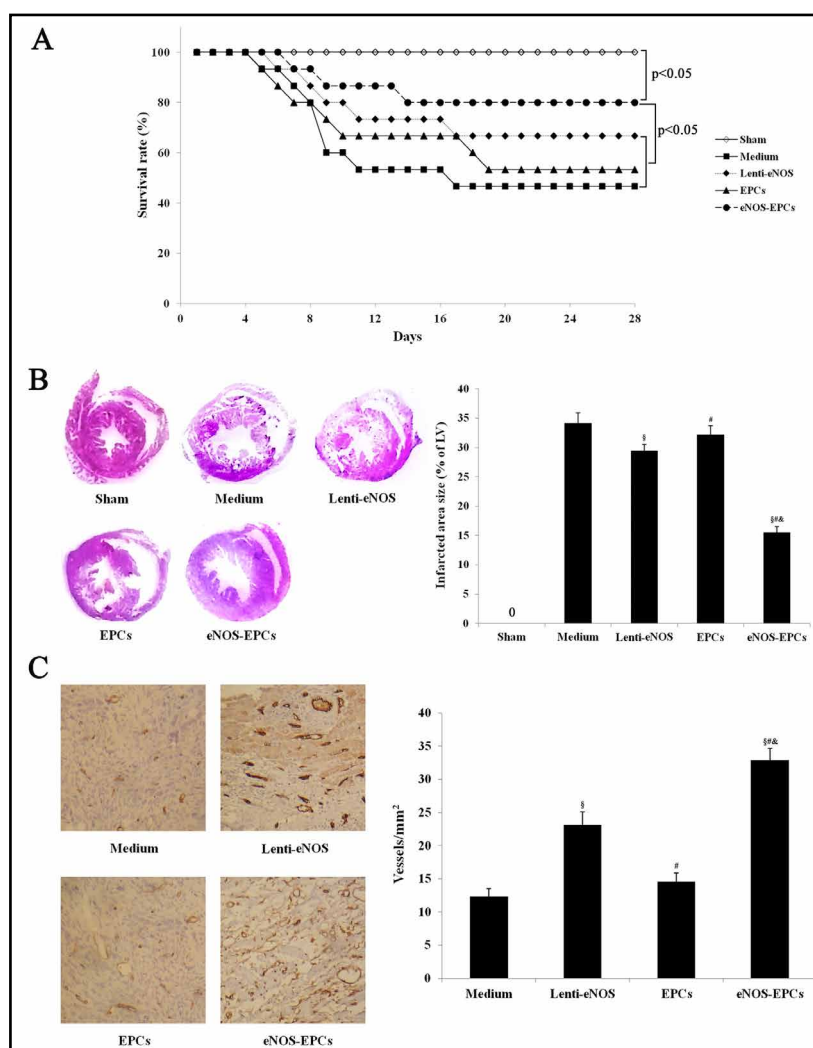 A
Survival rate (%)
100
80
60
40
20
0
0 4 8 12 16 20 24 28
Days
p<0.05
p<0.05
Sham
Medium
Lenti-eNOS
EPCs
eNOS-EPCs
B
Sham Medium Lenti-eNOS
EPCs eNOS-EPCs
Infarcted area size (% of LV)
40
35
30
25
20
15
10
5
0
0
§
#
§#&
Sham Medium Lenti-eNOS EPCs eNOS-EPCs
C
Medium Lenti-eNOS
EPCs eNOS-EPCs
Vessels/mm²
40
35
30
25
20
15
10
5
0
§
#
§#&
Medium Lenti-eNOS EPCs eNOS-EPCs